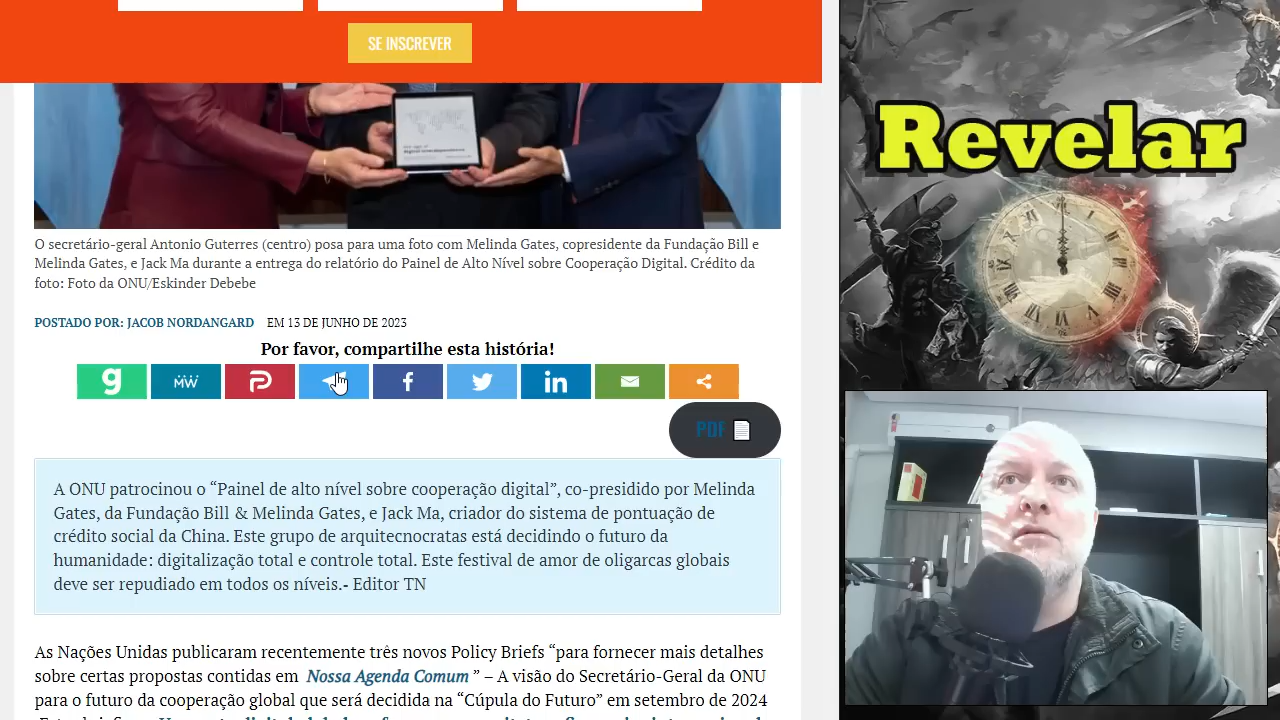 SE INSCREVER
O secretário-geral Antonio Guterres (centro) posa para uma foto com Melinda Gates, copresidente da Fundação Bill e
Melinda Gates, e Jack Ma durante a entrega do relatório do Painel de Alto Nível sobre Cooperação Digital. Crédito da
foto: Foto da ONU/Eskinder Debebe
POSTADO POR: JACOB NORDANGARD EM 13 DE JUNHO DE 2023
Por favor, compartilhe esta história!
PDF
A ONU patrocinou o “Painel de alto nível sobre cooperação digital”, co-presidido por Melinda
Gates, da Fundação Bill & Melinda Gates, e Jack Ma, criador do sistema de pontuação de
crédito social da China. Este grupo de arquitecnocratas está decidindo o futuro da
humanidade: digitalização total e controle total. Este festival de amor de oligarcas globais
deve ser repudiado em todos os níveis.- Editor TN
As Nações Unidas publicaram recentemente três novos Policy Briefs “para fornecer mais detalhes
sobre certas propostas contidas em Nossa Agenda Comum ” – A visão do Secretário-Geral da ONU
para o futuro da cooperação global que será decidida na “Cúpula do Futuro” em setembro de 2024
Revelar